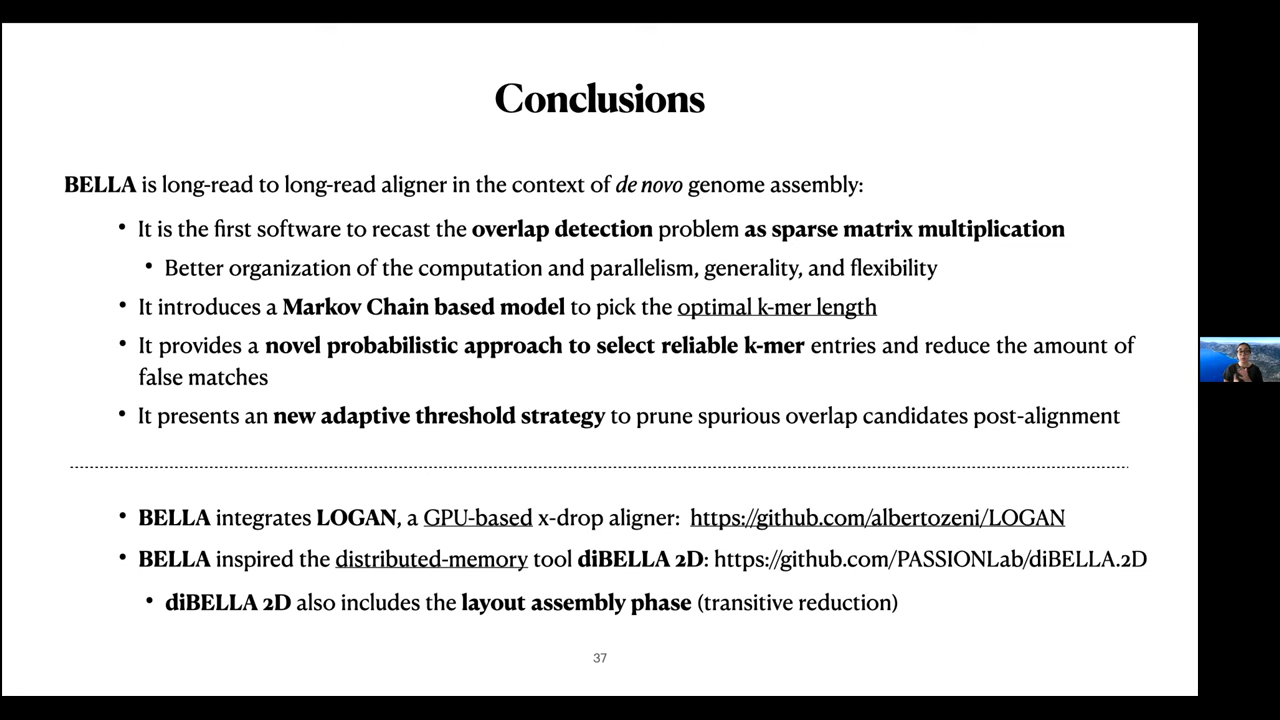 Conclusions
BELLA is long-read to long-read aligner in the context of de novo genome assembly:
• It is the first software to recast the overlap detection problem as sparse matrix multiplication
• Better organization of the computation and parallelism, generality, and flexibility
• It introduces a Markov Chain based model to pick the optimal k-mer length
• It provides a novel probabilistic approach to select reliable k-mer entries and reduce the amount of
false matches
• It presents an new adaptive threshold strategy to prune spurious overlap candidates post-alignment
• BELLA integrates LOGAN, a GPU-based x-drop aligner: https://github.com/albertozeni/LOGAN
• BELLA inspired the distributed-memory tool diBELLA 2D: https://github.com/PASSIONLab/diBELLA.2D
• diBELLA 2D also includes the layout assembly phase (transitive reduction)
37